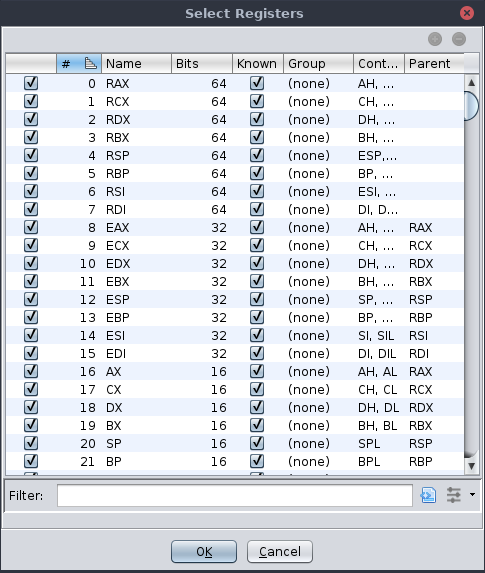 Select Registers
# Name Bits Known Group Cont... Parent
0 RAX 64 (none) AH, ...
1 RCX 64 (none) CH, ...
2 RDX 64 (none) DH, ...
3 RBX 64 (none) BH, ...
4 RSP 64 (none) ESP,...
5 RBP 64 (none) BP, ...
6 RSI 64 (none) ESI, ...
7 RDI 64 (none) DI, D...
8 EAX 32 (none) AH, ... RAX
9 ECX 32 (none) CH, ... RCX
10 EDX 32 (none) DH, ... RDX
11 EBX 32 (none) BH, ... RBX
12 ESP 32 (none) SP, ... RSP
13 EBP 32 (none) BP, ... RBP
14 ESI 32 (none) SI, SIL RSI
15 EDI 32 (none) DI, DIL RDI
16 AX 16 (none) AH, AL RAX
17 CX 16 (none) CH, CL RCX
18 DX 16 (none) DH, DL RDX
19 BX 16 (none) BH, BL RBX
20 SP 16 (none) SPL RSP
21 BP 16 (none) BPL RBP
Filter:
OK Cancel